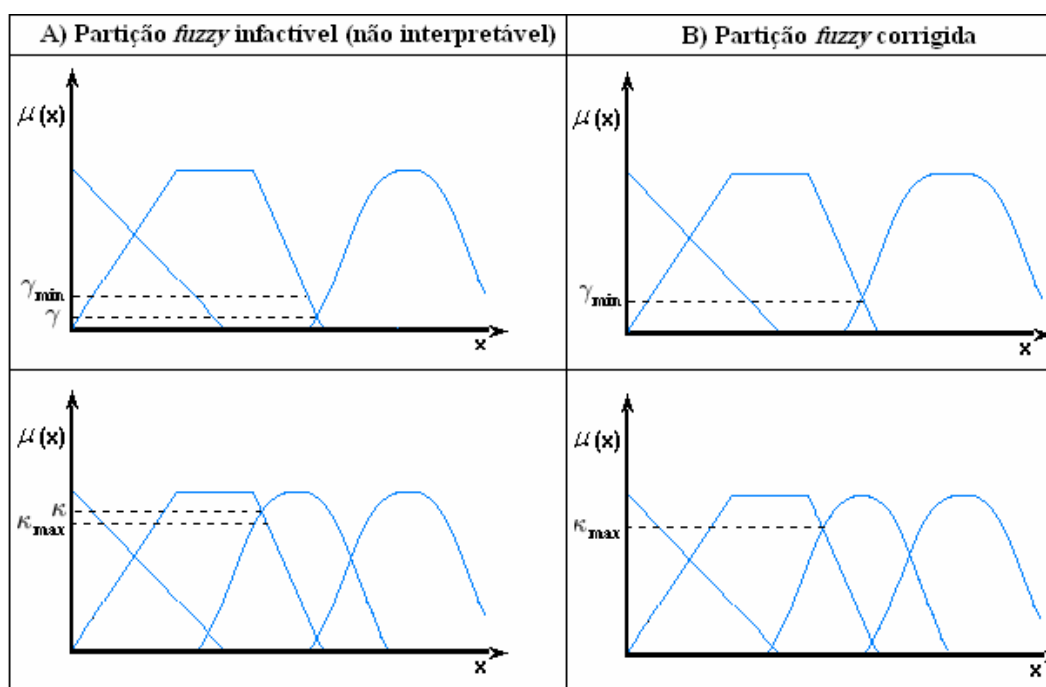 A) Partição fuzzy infactível (não interpretável)
B) Partição fuzzy corrigida
μ(x)
γmin
γ
x
μ(x)
γmin
x
μ(x)
κ
κmax
x
μ(x)
κmax
x